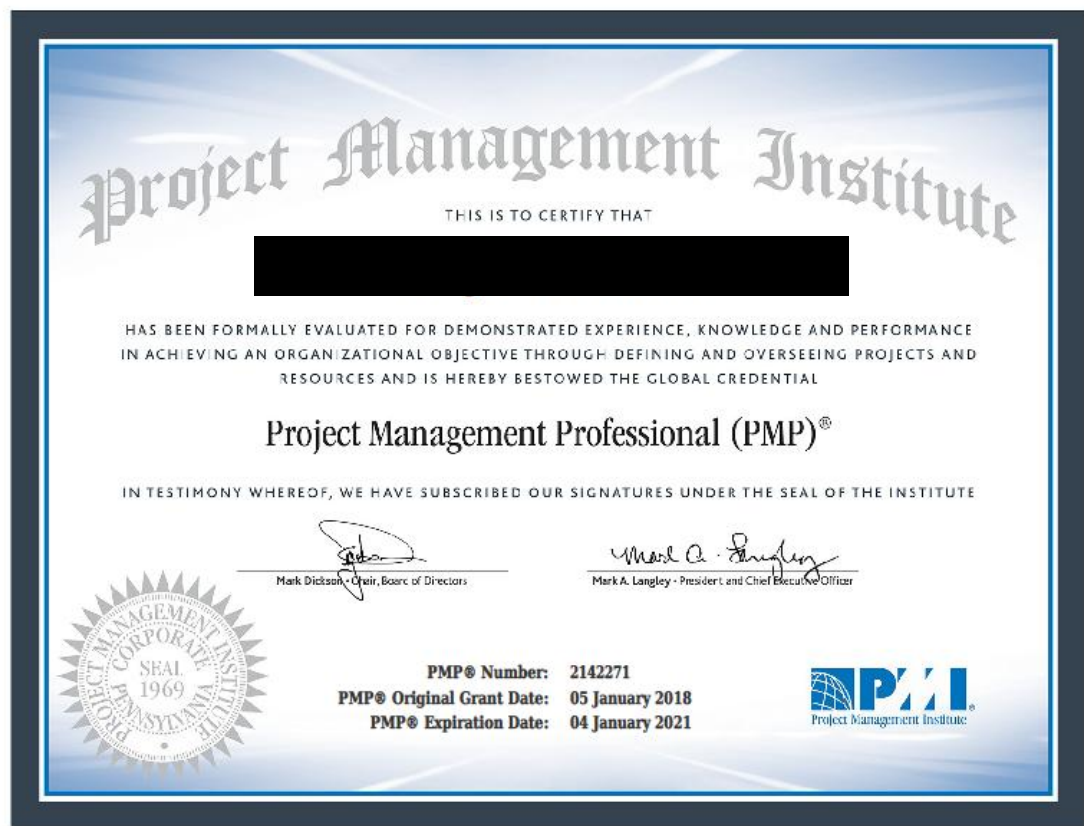 Project Management Institute
THIS IS TO CERTIFY THAT
HAS BEEN FORMALLY EVALUATED FOR DEMONSTRATED EXPERIENCE, KNOWLEDGE AND PERFORMANCE
IN ACHIEVING AN ORGANIZATIONAL OBJECTIVE THROUGH DEFINING AND OVERSEEING PROJECTS AND
RESOURCES AND IS HEREBY BESTOWED THE GLOBAL CREDENTIAL
Project Management Professional (PMP)®
IN TESTIMONY WHEREOF, WE HAVE SUBSCRIBED OUR SIGNATURES UNDER THE SEAL OF THE INSTITUTE
Mark A. Langley
Mark Dickson - Chair, Board of Directors
Mark A. Langley - President and Chief Executive Officer
PROJECT MANAGEMENT INSTITUTE
CORPORATE
SEAL
1969
PENNSYLVANIA
PMP® Number: 2142271
PMP® Original Grant Date: 05 January 2018
PMP® Expiration Date: 04 January 2021
PMI®
Project Management Institute